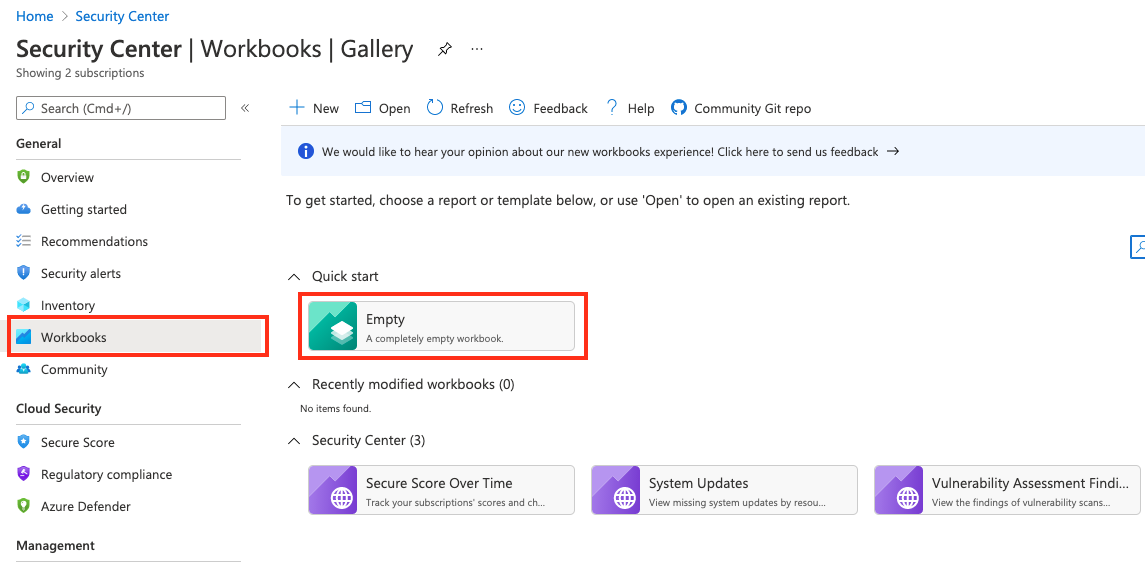 Home > Security Center
Security Center | Workbooks | Gallery ...
Showing 2 subscriptions
Search (Cmd+/) «
General
Overview
Getting started
Recommendations
Security alerts
Inventory
Workbooks
Community
Cloud Security
Secure Score
Regulatory compliance
Azure Defender
Management
New Open Refresh Feedback ? Help Community Git repo
We would like to hear your opinion about our new workbooks experience! Click here to send us feedback →
To get started, choose a report or template below, or use 'Open' to open an existing report.
Quick start
Empty
A completely empty workbook.
Recently modified workbooks (0)
No items found.
Security Center (3)
Secure Score Over Time
Track your subscriptions' scores and ch...
System Updates
View missing system updates by resou...
Vulnerability Assessment Findi...
View the findings of vulnerability scans...